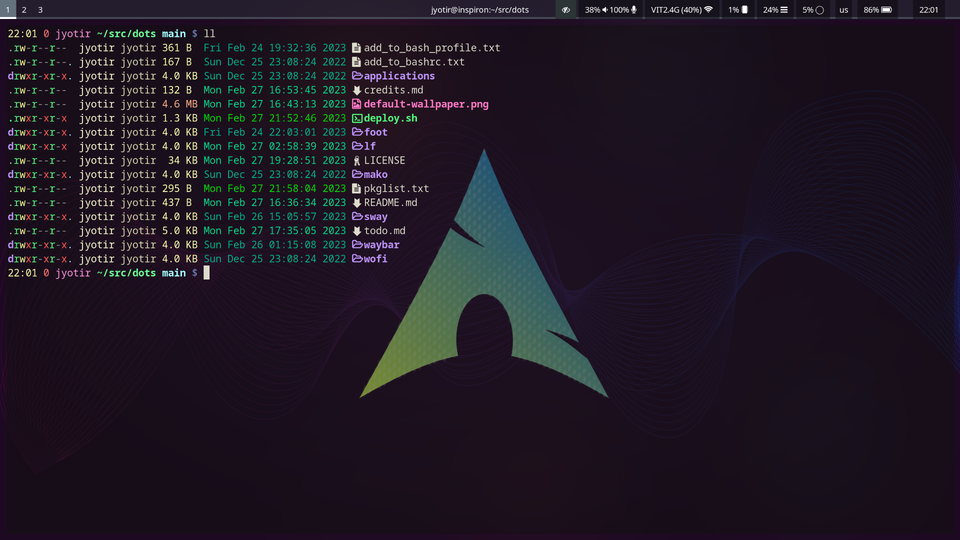 1 2 3 jyotir@inspiron:~/src/dots 38% 100% VIT2.4G (40%) 1% 24% 5% us 86% 22:01
22:01 0 jyotir ~/src/dots main $ ll
.rw-r--r-- jyotir jyotir 361 B Fri Feb 24 19:32:36 2023 add_to_bash_profile.txt
.rw-r--r--. jyotir jyotir 167 B Sun Dec 25 23:08:24 2022 add_to_bashrc.txt
drwxr-xr-x. jyotir jyotir 4.0 KB Sun Dec 25 23:08:24 2022 applications
.rw-r--r-- jyotir jyotir 132 B Mon Feb 27 16:53:45 2023 credits.md
.rw-r--r-- jyotir jyotir 4.6 MB Mon Feb 27 16:43:13 2023 default-wallpaper.png
.rwxr-xr-x jyotir jyotir 1.3 KB Mon Feb 27 21:52:46 2023 deploy.sh
drwxr-xr-x. jyotir jyotir 4.0 KB Fri Feb 24 22:03:01 2023 foot
drwxr-xr-x jyotir jyotir 4.0 KB Mon Feb 27 02:58:39 2023 lf
.rw-r--r-- jyotir jyotir 34 KB Mon Feb 27 19:28:51 2023 LICENSE
drwxr-xr-x. jyotir jyotir 4.0 KB Sun Dec 25 23:08:24 2022 mako
.rw-r--r--. jyotir jyotir 295 B Mon Feb 27 21:58:04 2023 pkglist.txt
.rw-r--r-- jyotir jyotir 437 B Mon Feb 27 16:36:34 2023 README.md
drwxr-xr-x. jyotir jyotir 4.0 KB Sun Feb 26 15:05:57 2023 sway
.rw-r--r--. jyotir jyotir 5.0 KB Mon Feb 27 17:35:05 2023 todo.md
drwxr-xr-x. jyotir jyotir 4.0 KB Sun Feb 26 01:15:08 2023 waybar
drwxr-xr-x. jyotir jyotir 4.0 KB Sun Dec 25 23:08:24 2022 wofi
22:01 0 jyotir ~/src/dots main $